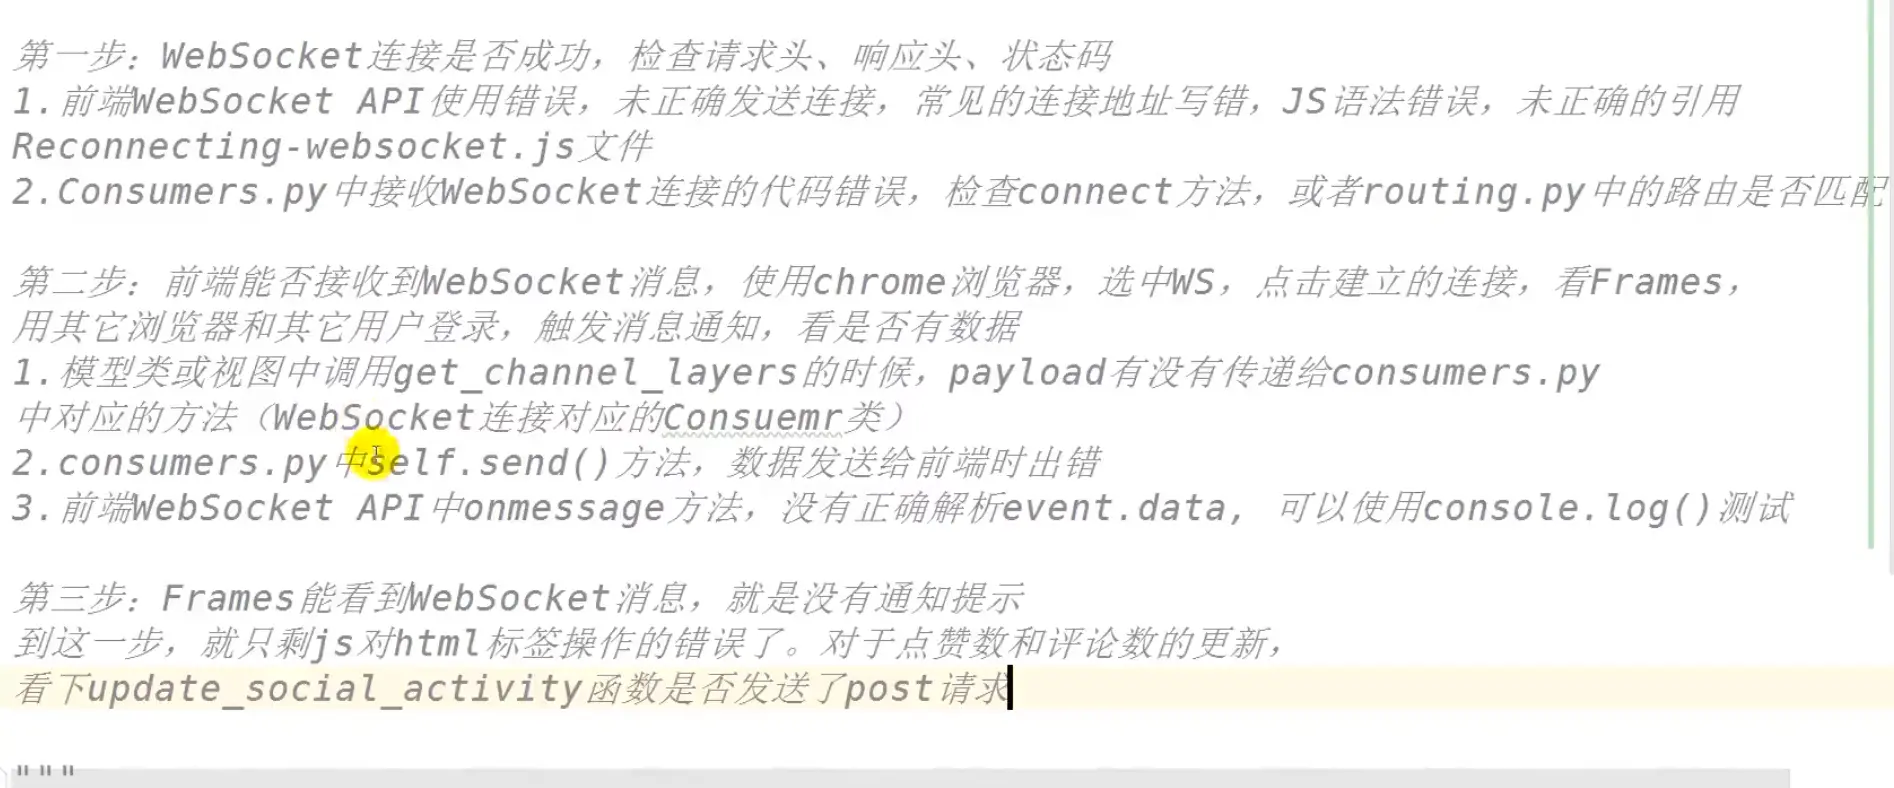 第一步：WebSocket连接是否成功，检查请求头、响应头、状态码
1.前端WebSocket API使用错误，未正确发送连接，常见的连接地址写错，JS语法错误，未正确的引用
Reconnecting-websocket.js文件
2.Consumers.py中接收WebSocket连接的代码错误，检查connect方法，或者routing.py中的路由是否匹配
第二步：前端能否接收到WebSocket消息，使用chrome浏览器，选中WS，点击建立的连接，看Frames，
用其它浏览器和其它用户登录，触发消息通知，看是否有数据
1.模型类或视图中调用get_channel_layers的时候，payload有没有传递给consumers.py
中对应的方法（WebSocket连接对应的Consuemr类）
2.consumers.py中self.send()方法，数据发送给前端时出错
3.前端WebSocket API中onmessage方法，没有正确解析event.data, 可以使用console.log()测试
第三步：Frames能看到WebSocket消息，就是没有通知提示
到这一步，就只剩js对html标签操作的错误了。对于点赞数和评论数的更新，
看下update_social_activity函数是否发送了post请求
"""